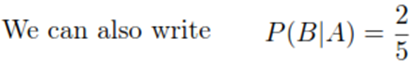 We can also write P(B|A) = 2/5